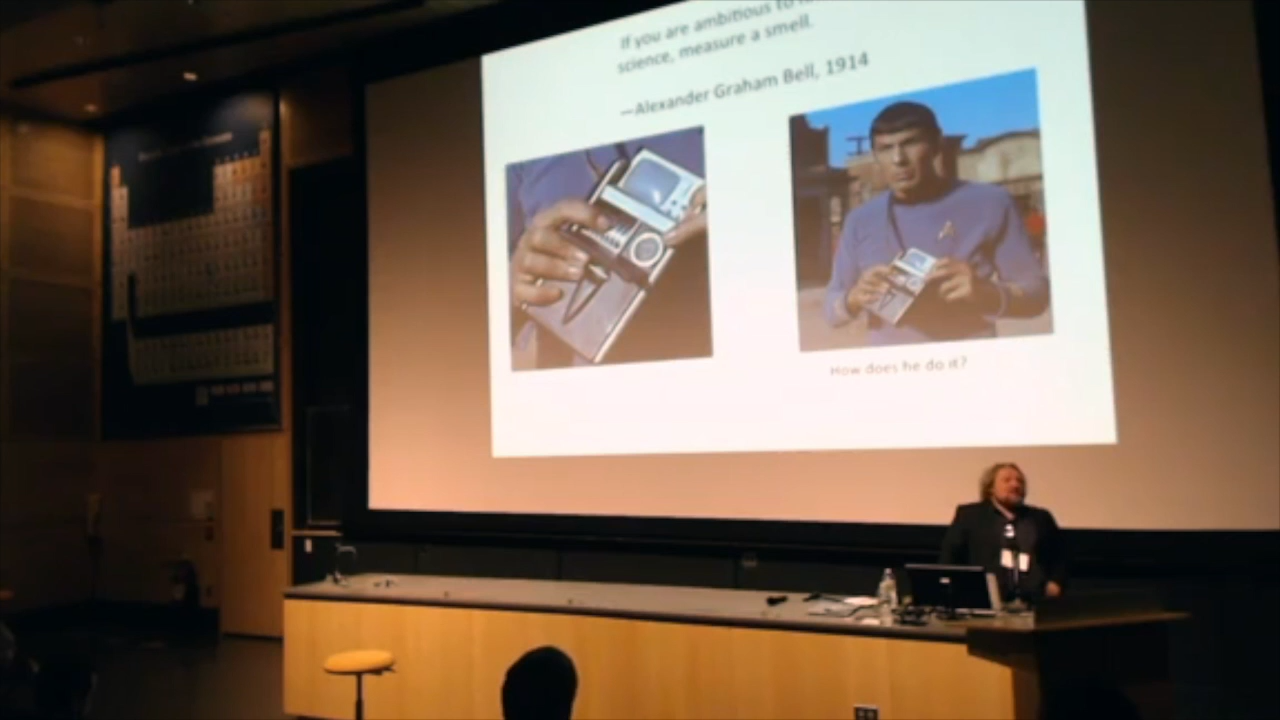 If you are ambitious to
science, measure a smell.
—Alexander Graham Bell, 1914
How does he do it?